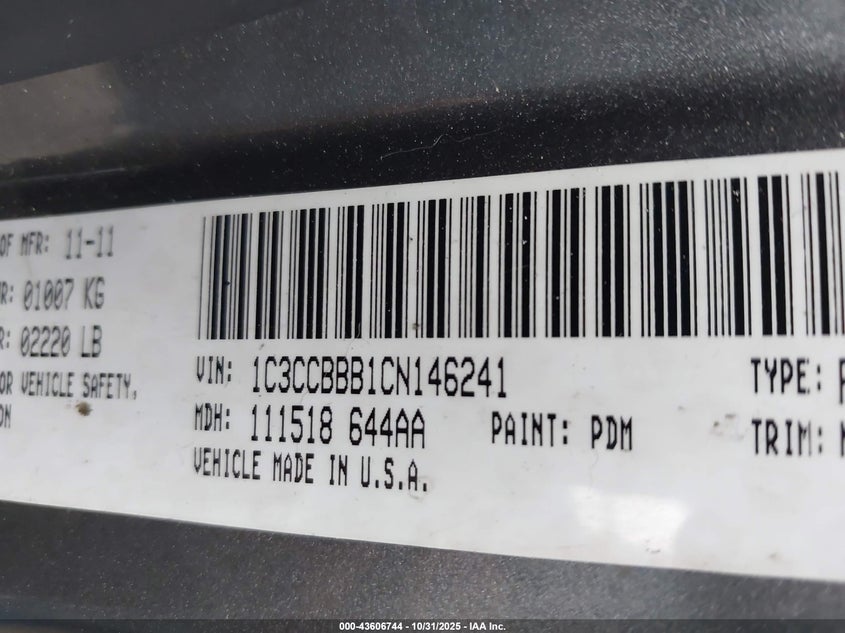 OF MFR: 11-11
R: 01007 KG
R: 02220 LB
OR VEHICLE SAFETY,
ON
VIN: 1C3CCBBB1CN146241
TYPE:
MDH: 111518 644AA PAINT: PDM
TRIM:
VEHICLE MADE IN U.S.A.
000-43606744 - 10/31/2025 - IAA Inc.